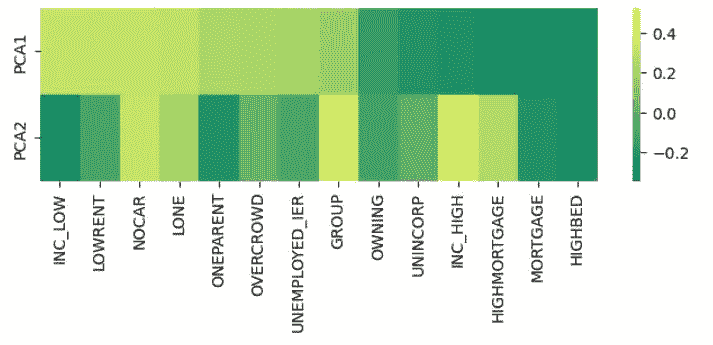 PCA1
PCA2
0.4
0.2
0.0
−0.2
INC_LOW
LOWRENT
NOCAR
LONE
ONEPARENT
OVERCROWD
UNEMPLOYED_IER
GROUP
OWNING
UNINCORP
INC_HIGH
HIGHMORTGAGE
MORTGAGE
HIGHBED